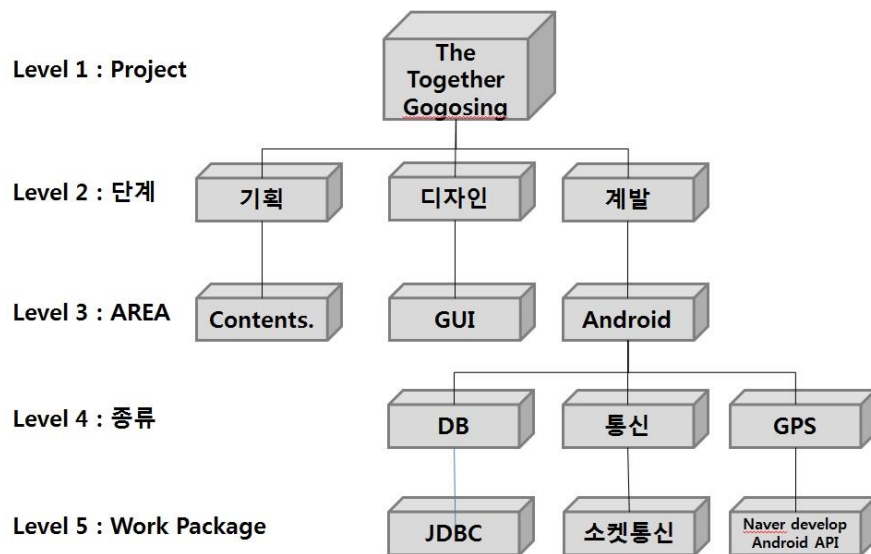 The
Together
Gogosing
Level 1 : Project
Level 2 : 단계
기획
디자인
계발
Level 3 : AREA
Contents.
GUI
Android
Level 4 : 종류
DB
통신
GPS
Level 5 : Work Package
JDBC
소켓통신
Naver develop
Android API